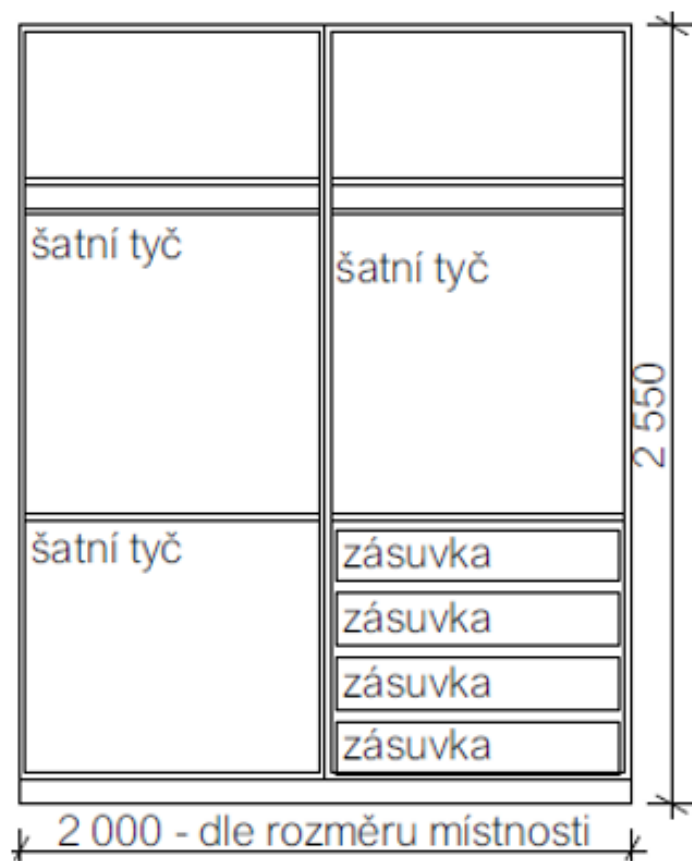 šatní tyč
šatní tyč
2 550
šatní tyč
zásuvka
zásuvka
zásuvka
zásuvka
2 000 - dle rozměru místnosti